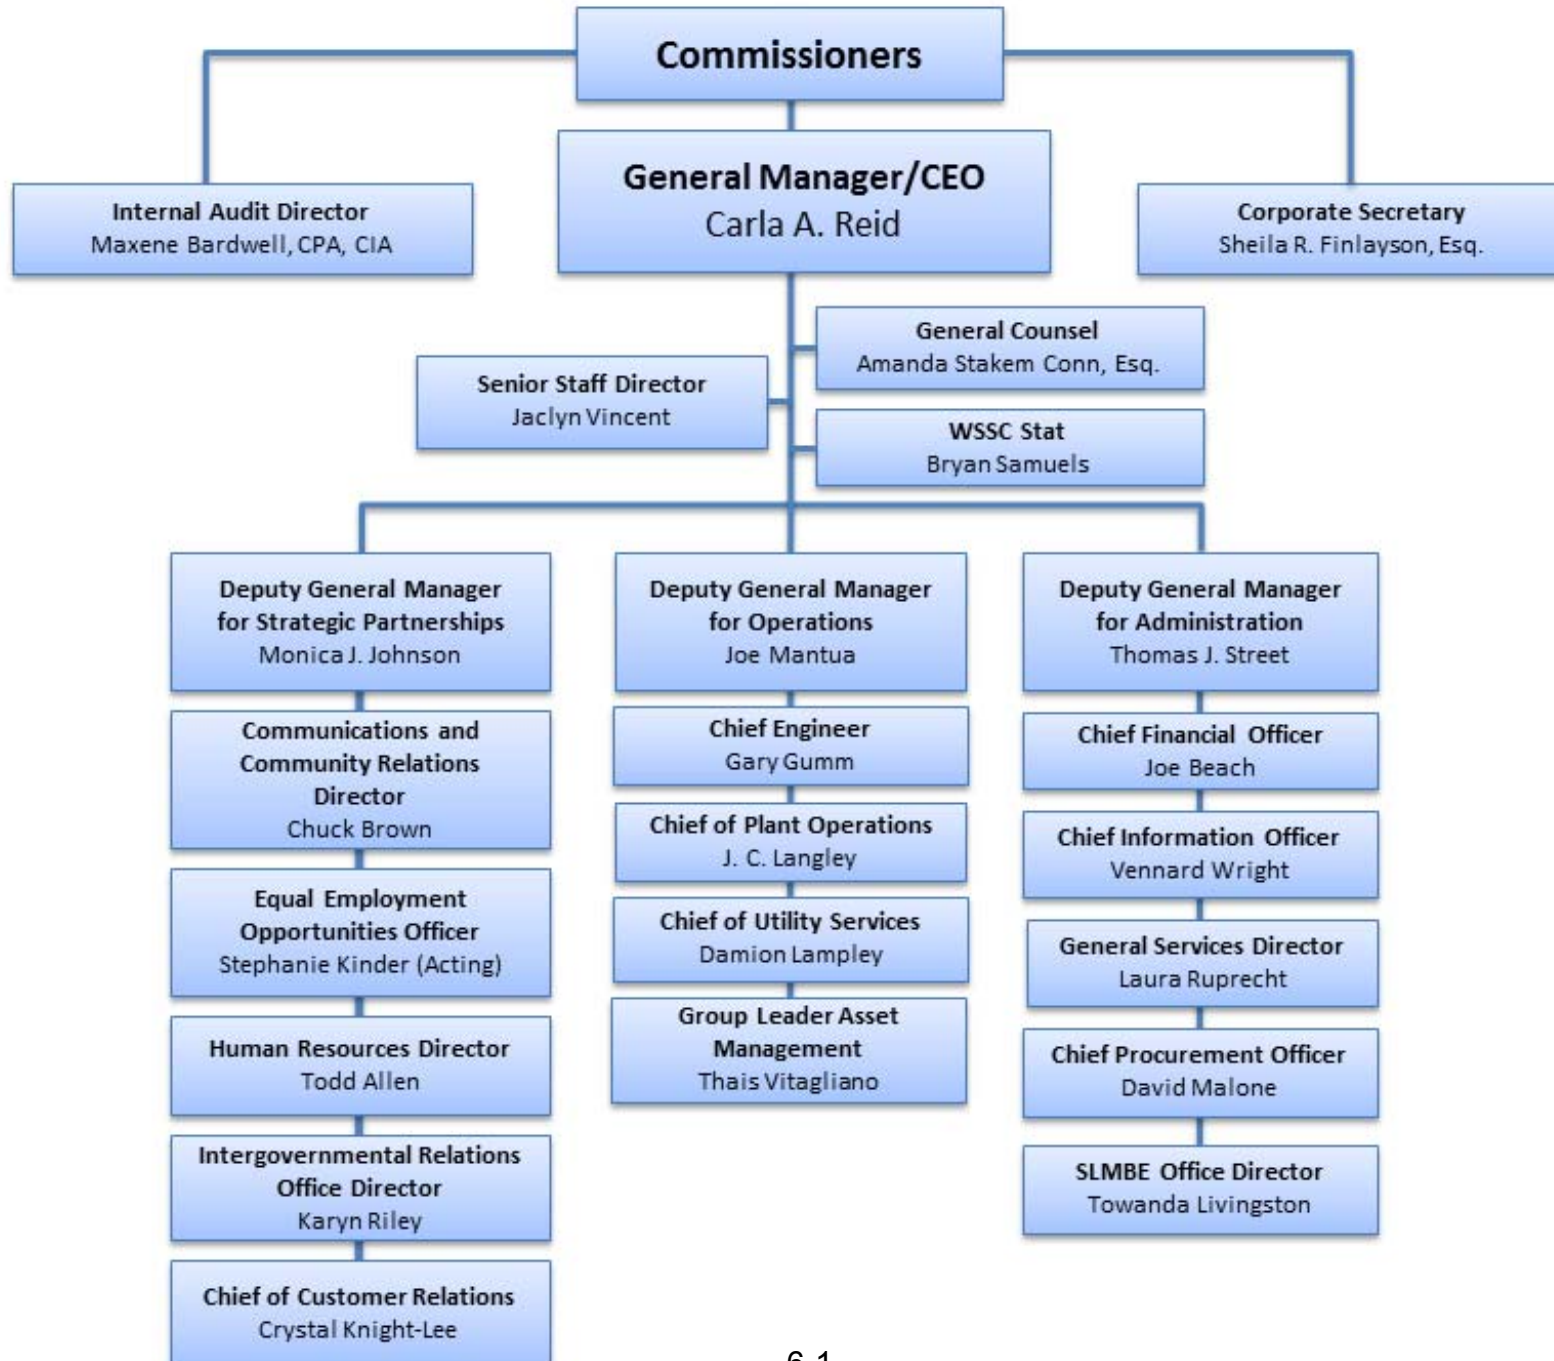 Commissioners
General Manager/CEO
Carla A. Reid
Internal Audit Director
Maxene Bardwell, CPA, CIA
Corporate Secretary
Sheila R. Finlayson, Esq.
General Counsel
Amanda Stakem Conn, Esq.
Senior Staff Director
Jaclyn Vincent
WSSC Stat
Bryan Samuels
Deputy General Manager
for Strategic Partnerships
Monica J. Johnson
Communications and
Community Relations
Director
Chuck Brown
Equal Employment
Opportunities Officer
Stephanie Kinder (Acting)
Human Resources Director
Todd Allen
Intergovernmental Relations
Office Director
Karyn Riley
Chief of Customer Relations
Crystal Knight-Lee
Deputy General Manager
for Operations
Joe Mantua
Chief Engineer
Gary Gumm
Chief of Plant Operations
J. C. Langley
Chief of Utility Services
Damion Lampley
Group Leader Asset
Management
Thais Vitagliano
Deputy General Manager
for Administration
Thomas J. Street
Chief Financial Officer
Joe Beach
Chief Information Officer
Vennard Wright
General Services Director
Laura Ruprecht
Chief Procurement Officer
David Malone
SLMBE Office Director
Towanda Livingston
6-1